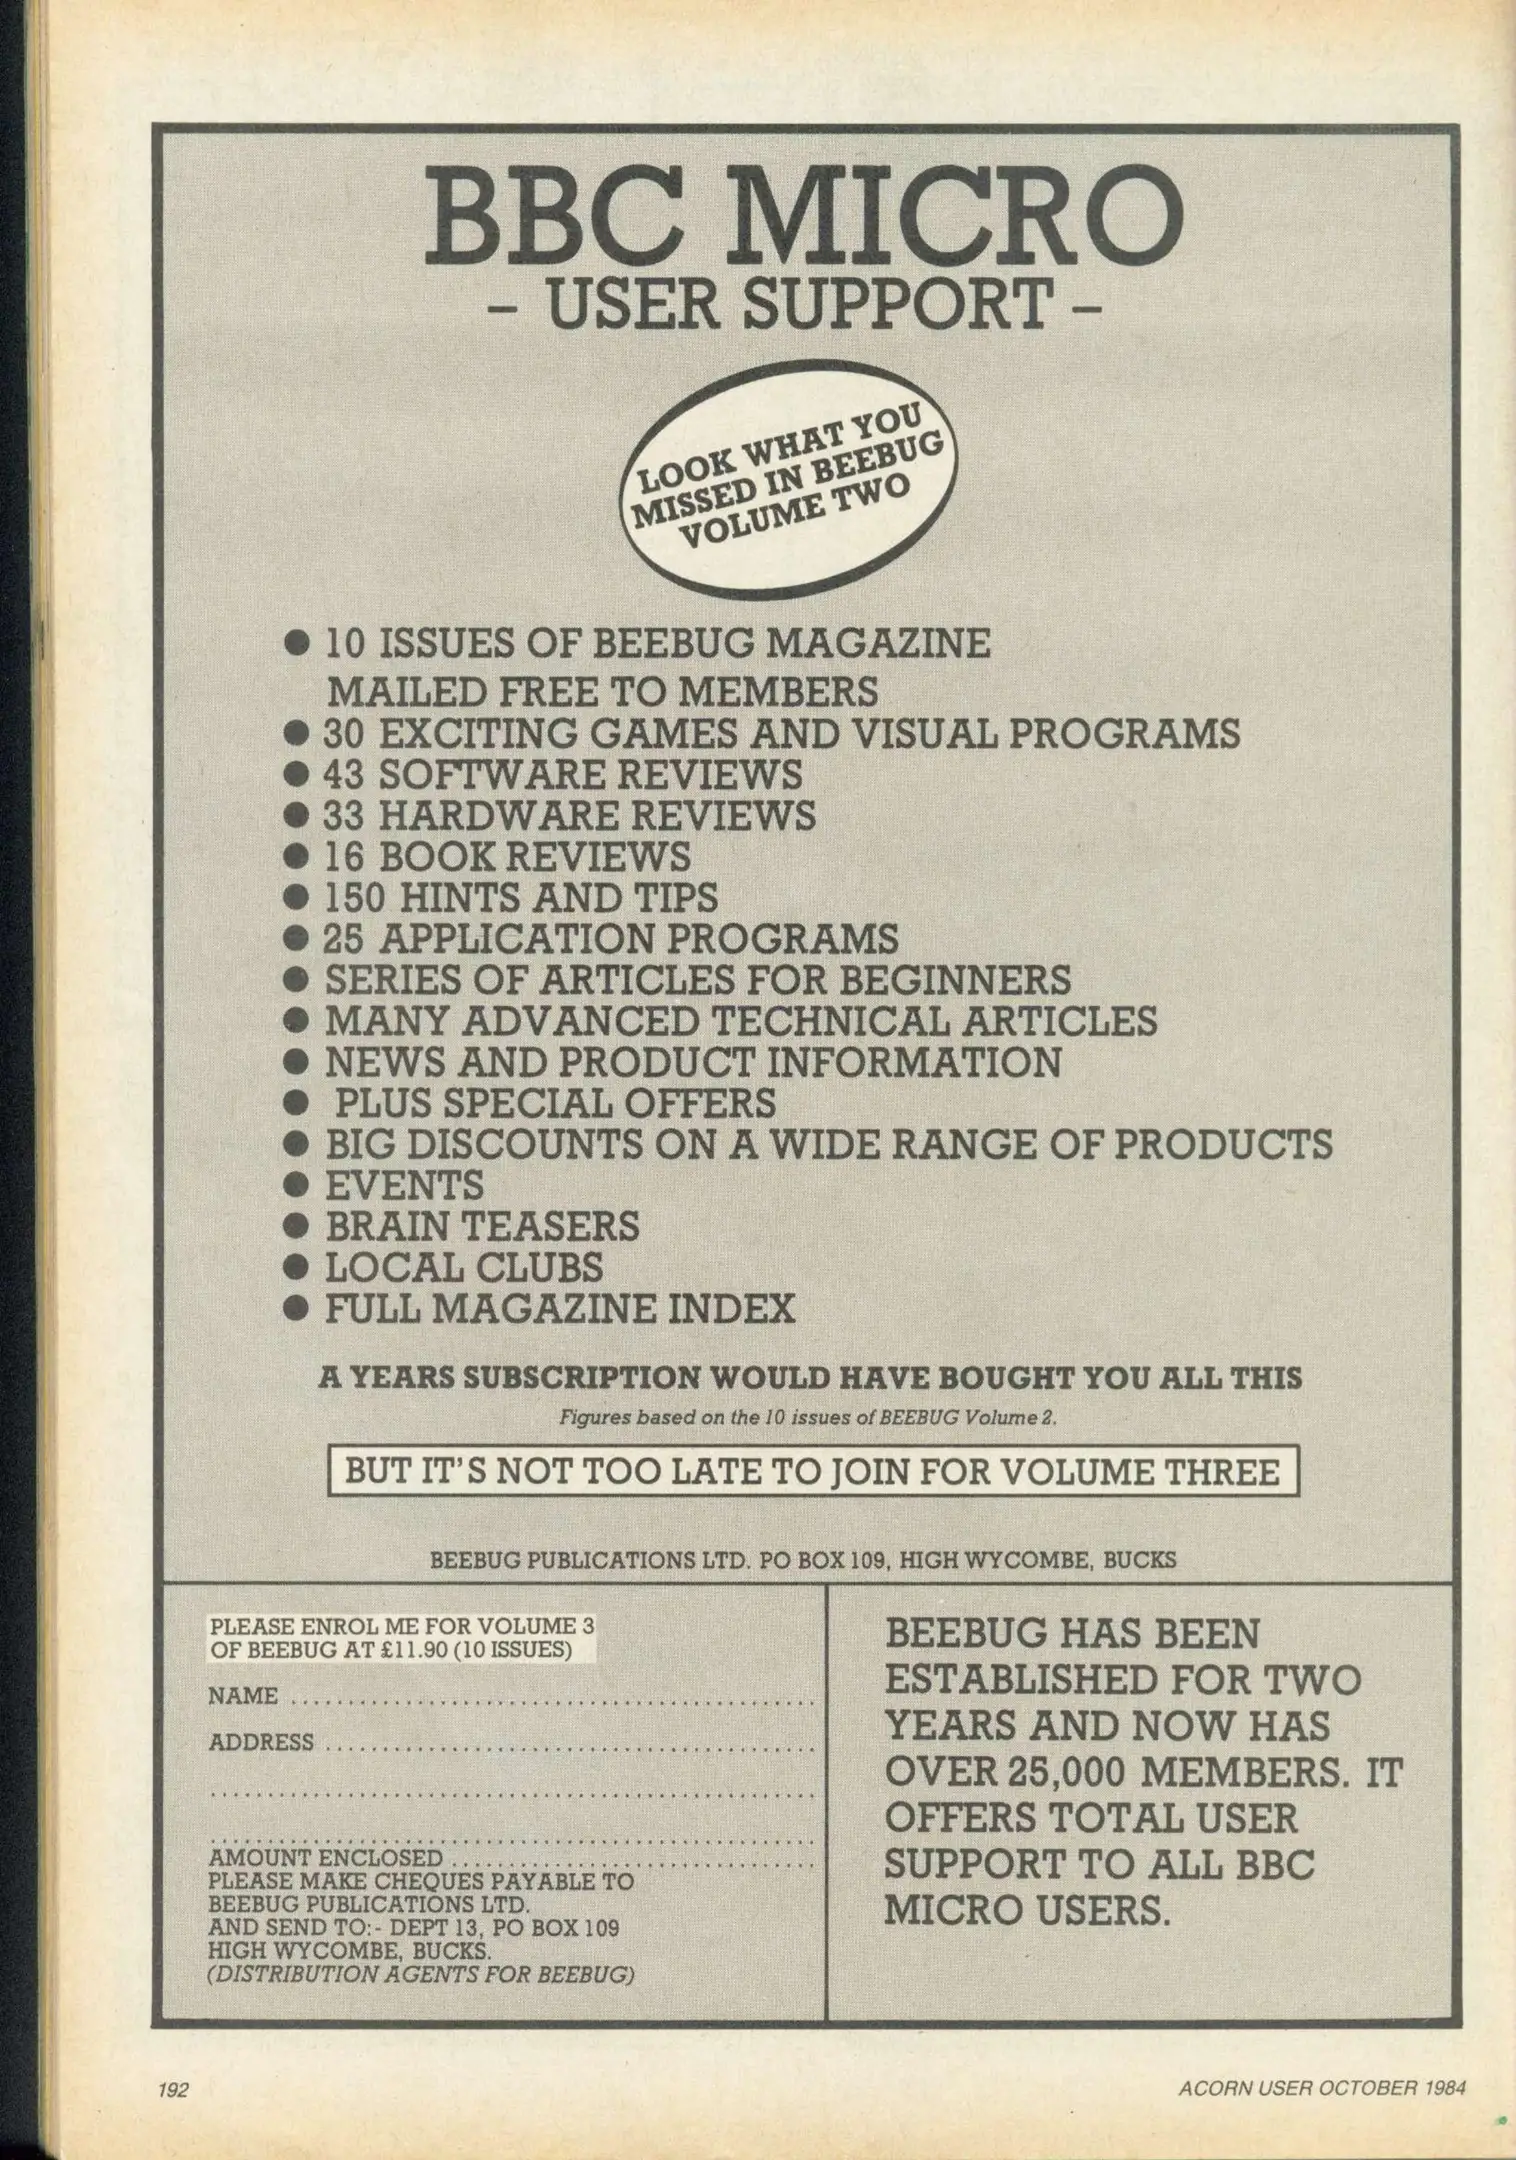 BBC MICRO
- USER SUPPORT -
LOOK WHAT YOU
MISSED IN BEEBUG
VOLUME TWO
● 10 ISSUES OF BEEBUG MAGAZINE
MAILED FREE TO MEMBERS
● 30 EXCITING GAMES AND VISUAL PROGRAMS
● 43 SOFTWARE REVIEWS
● 33 HARDWARE REVIEWS
● 16 BOOK REVIEWS
● 150 HINTS AND TIPS
● 25 APPLICATION PROGRAMS
● SERIES OF ARTICLES FOR BEGINNERS
● MANY ADVANCED TECHNICAL ARTICLES
● NEWS AND PRODUCT INFORMATION
● PLUS SPECIAL OFFERS
● BIG DISCOUNTS ON A WIDE RANGE OF PRODUCTS
● EVENTS
● BRAIN TEASERS
● LOCAL CLUBS
● FULL MAGAZINE INDEX
A YEARS SUBSCRIPTION WOULD HAVE BOUGHT YOU ALL THIS
Figures based on the 10 issues of BEEBUG Volume 2.
BUT IT'S NOT TOO LATE TO JOIN FOR VOLUME THREE
BEEBUG PUBLICATIONS LTD. PO BOX 109, HIGH WYCOMBE, BUCKS
PLEASE ENROL ME FOR VOLUME 3
OF BEEBUG AT £11.90 (10 ISSUES)
NAME
ADDRESS
AMOUNT ENCLOSED
PLEASE MAKE CHEQUES PAYABLE TO
BEEBUG PUBLICATIONS LTD.
AND SEND TO:- DEPT 13, PO BOX 109
HIGH WYCOMBE, BUCKS.
(DISTRIBUTION AGENTS FOR BEEBUG)
BEEBUG HAS BEEN
ESTABLISHED FOR TWO
YEARS AND NOW HAS
OVER 25,000 MEMBERS. IT
OFFERS TOTAL USER
SUPPORT TO ALL BBC
MICRO USERS.
192
ACORN USER OCTOBER 1984